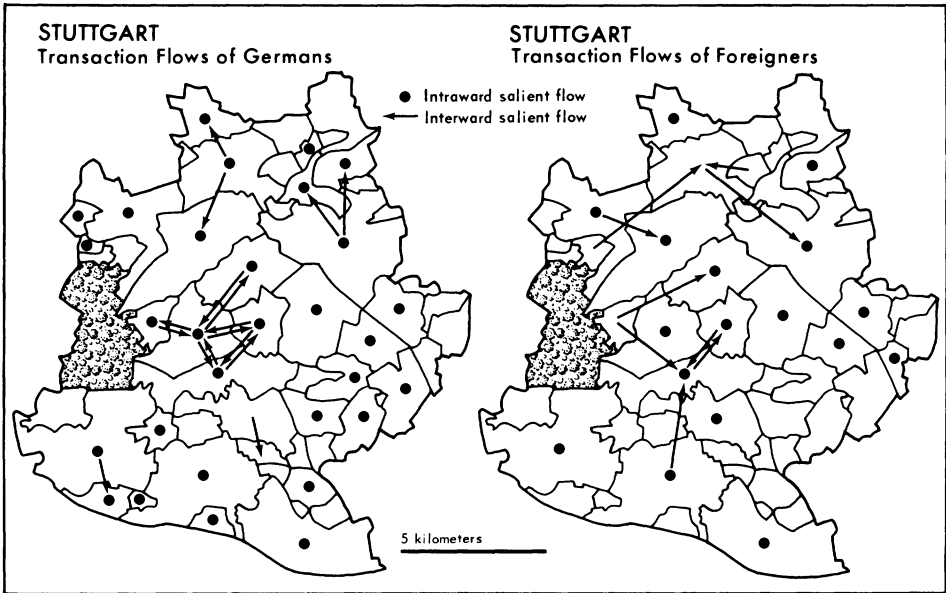 STUTTGART
Transaction Flows of Germans
STUTTGART
Transaction Flows of Foreigners
Intraward salient flow
Interward salient flow
5 kilometers